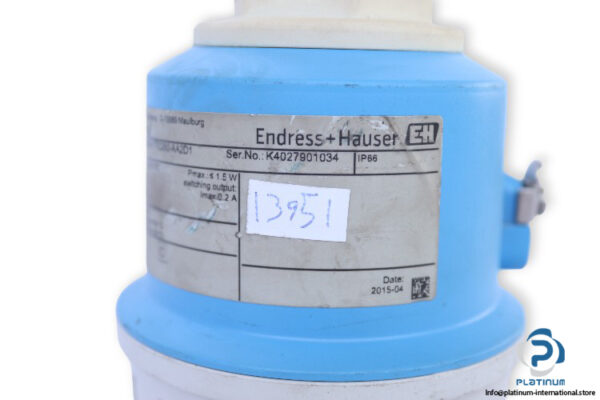 Maulburg
Endress+Hauser EH
Ser.No.: K4027901034 IP66
Pmax.: ≤ 1.5 W
switching output:
Imax:0.2 A
13951
Date:
2015-04
PLATINUM
Info@platinum-international.store